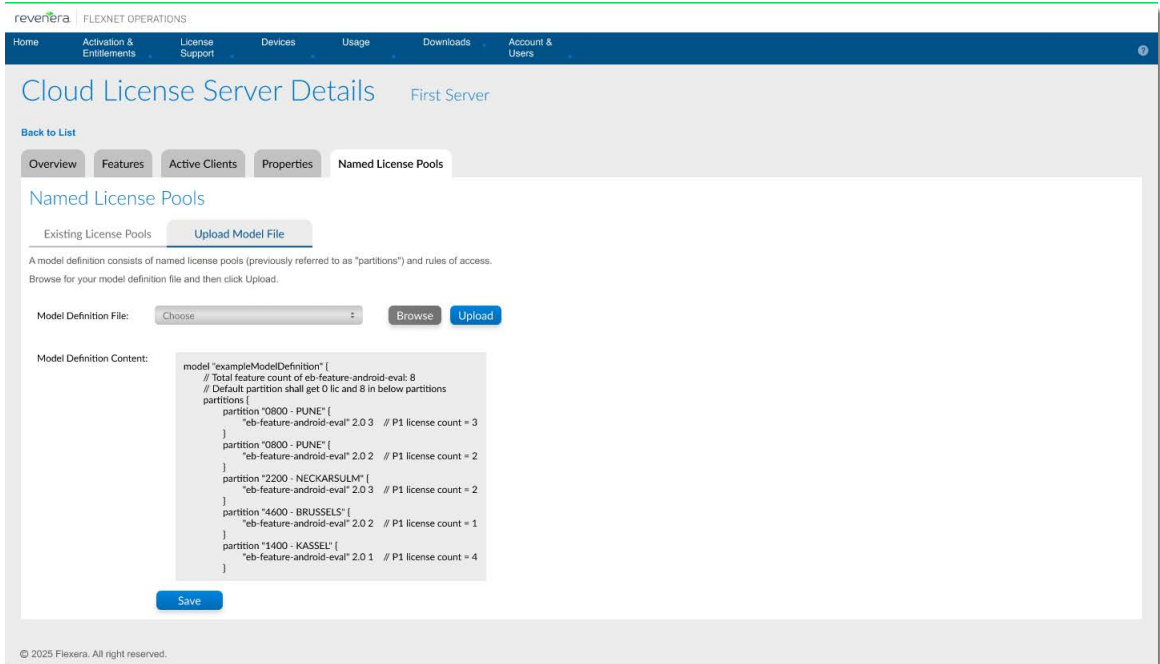 revenera. FLEXNET OPERATIONS
Home Activation & Entitlements License Support Devices Usage Downloads Account & Users ?
Cloud License Server Details First Server
Back to List
Overview Features Active Clients Properties Named License Pools
Named License Pools
Existing License Pools Upload Model File
A model definition consists of named license pools (previously referred to as "partitions") and rules of access.
Browse for your model definition file and then click Upload.
Model Definition File: Choose Browse Upload
Model Definition Content:
model "exampleModelDefnition" {
// Total feature count of eb-feature-android-eval: 8
// Default partition shall get 0 lic and 8 in below partitions
partitions {
partition "0800 - PUNE" {
"eb-feature-android-eval" 2.0 3 // P1 license count = 3
}
partition "0800 - PUNE" {
"eb-feature-android-eval" 2.0 2 // P1 license count = 2
}
partition "2200 - NECKARSULM" {
"eb-feature-android-eval" 2.0 3 // P1 license count = 2
}
partition "4600 - BRUSSELS" {
"eb-feature-android-eval" 2.0 2 // P1 license count = 1
}
partition "1400 - KASSEL" {
"eb-feature-android-eval" 2.0 1 // P1 license count = 4
}
Save
© 2025 Flexera. All right reserved.